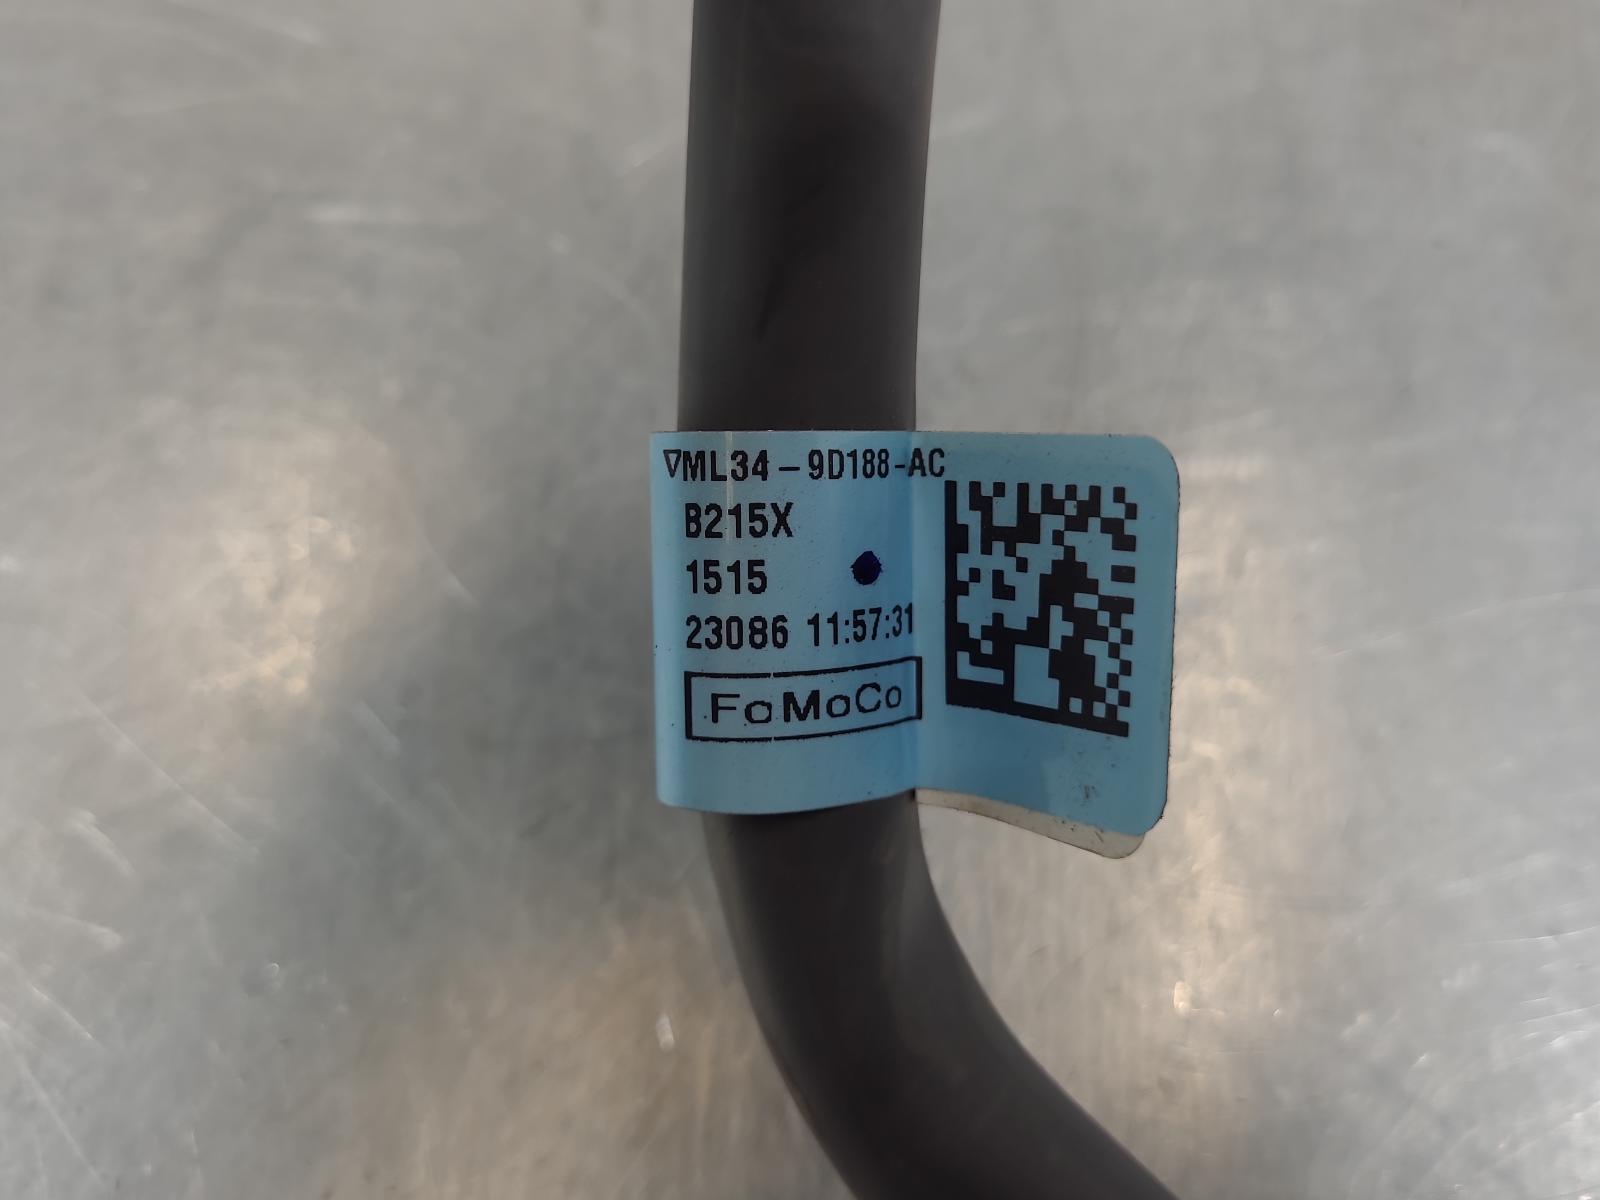 ▽ML34-9D188-AC
B215X
1515
23086 11:57:31
FoMoCo